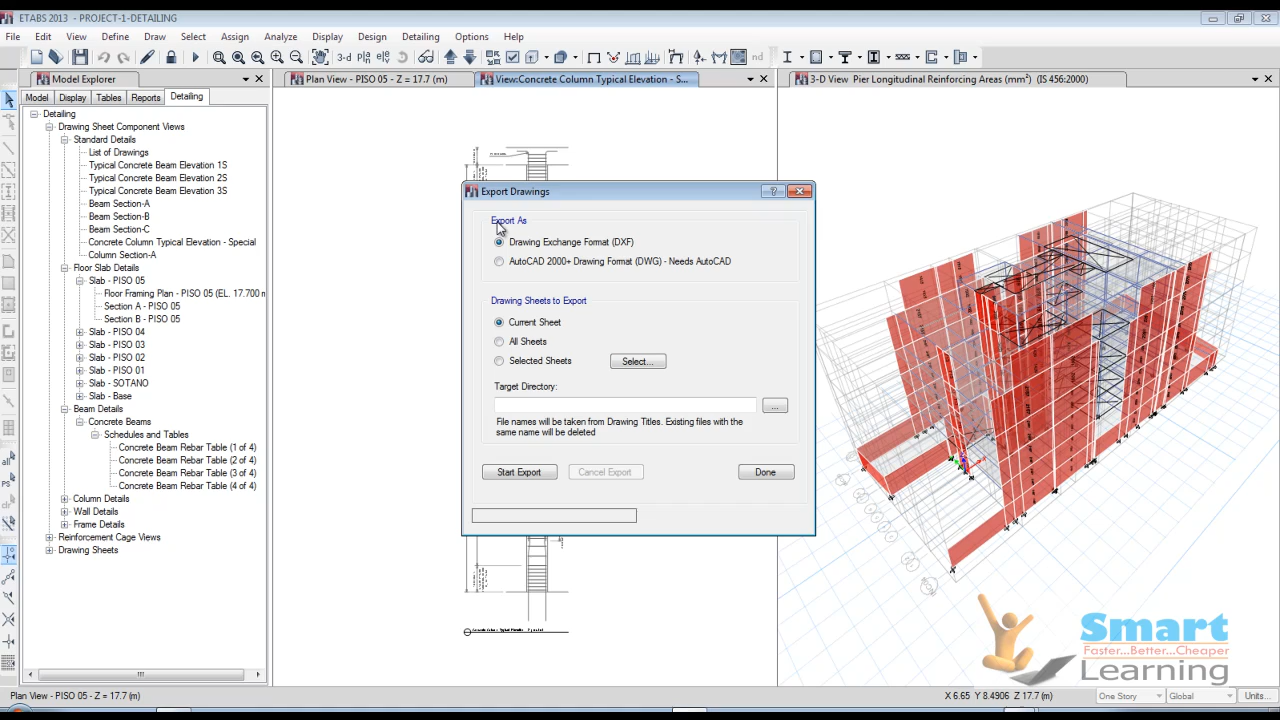 ETABS 2013 - PROJECT-1-DETAILING
File Edit View Define Draw Select Assign Analyze Display Design Detailing Options Help
3-d nd
Model Explorer
Plan View - PISO 05 - Z = 17.7 (m)
View:Concrete Column Typical Elevation - S...
3-D View Pier Longitudinal Reinforcing Areas (mm²) (IS 456:2000)
Model Display Tables Reports Detailing
Detailing
Drawing Sheet Component Views
Standard Details
List of Drawings
Typical Concrete Beam Elevation 1S
Typical Concrete Beam Elevation 2S
Typical Concrete Beam Elevation 3S
Beam Section-A
Beam Section-B
Beam Section-C
Concrete Column Typical Elevation - Special
Column Section-A
Floor Slab Details
Slab - PISO 05
Floor Framing Plan - PISO 05 (EL. 17.700 m
Section A - PISO 05
Section B - PISO 05
Slab - PISO 04
Slab - PISO 03
Slab - PISO 02
Slab - PISO 01
Slab - SOTANO
Slab - Base
Beam Details
Concrete Beams
Schedules and Tables
Concrete Beam Rebar Table (1 of 4)
Concrete Beam Rebar Table (2 of 4)
Concrete Beam Rebar Table (3 of 4)
Concrete Beam Rebar Table (4 of 4)
Column Details
Wall Details
Frame Details
Reinforcement Cage Views
Drawing Sheets
all
PS
clr
Export Drawings
Export As
Drawing Exchange Format (DXF)
AutoCAD 2000+ Drawing Format (DWG) - Needs AutoCAD
Drawing Sheets to Export
Current Sheet
All Sheets
Selected Sheets
Select...
Target Directory:
...
File names will be taken from Drawing Titles. Existing files with the
same name will be deleted
Start Export
Cancel Export
Done
Smart
Faster...Better...Cheaper
Learning
Plan View - PISO 05 - Z = 17.7 (m)
X 6.65 Y 8.4906 Z 17.7 (m)
One Story
Global
Units...